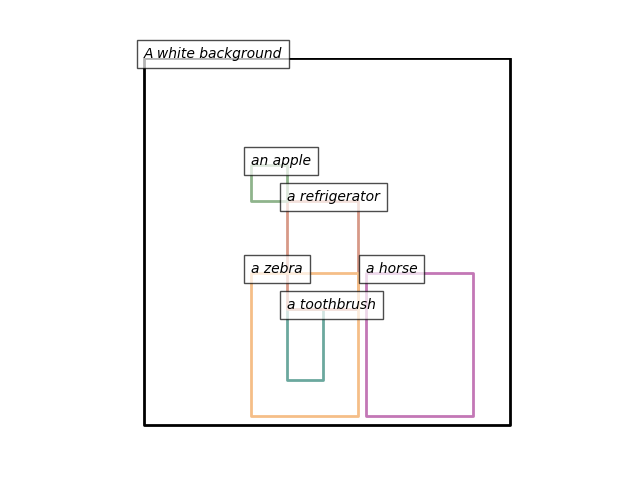 A white background
an apple
a refrigerator
a zebra
a horse
a toothbrush